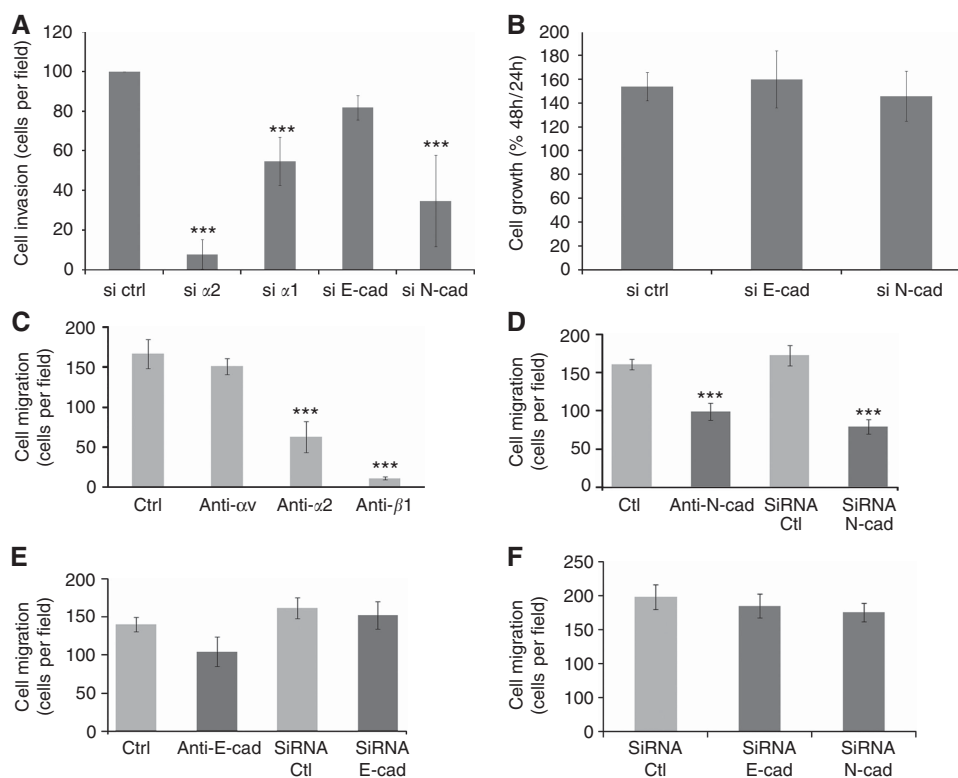 A
Cell invasion (cells per field)
120
100
80
60
40
20
0
***
***
***
si ctrl
si α2
si α1
si E-cad
si N-cad
B
Cell growth (% 48h/24h)
200
180
160
140
160
100
80
60
40
20
0
si ctrl
si E-cad
si N-cad
C
Cell migration
(cells per field)
200
150
100
50
0
***
***
Ctrl
Anti-αv
Anti-α2
Anti-β1
D
Cell migration
(cells per field)
200
150
100
50
0
***
***
Ctl
Anti-N-cad
SiRNA
Ctl
SiRNA
N-cad
E
Cell migration
(cells per field)
200
150
100
50
0
Ctrl
Anti-E-cad
SiRNA
Ctl
SiRNA
E-cad
F
Cell migration
(cells per field)
200
150
100
100
0
SiRNA
Ctl
SiRNA
E-cad
SiRNA
N-cad